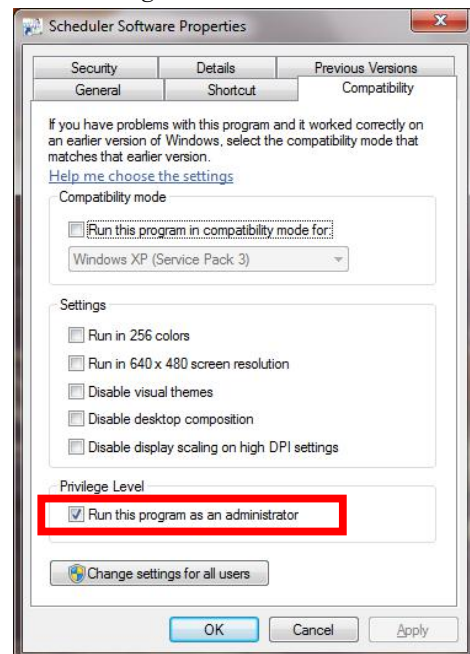 Scheduler Software Properties
Security Details Previous Versions
General Shortcut Compatibility
If you have problems with this program and it worked correctly on
an earlier version of Windows, select the compatibility mode that
matches that earlier version.
Help me choose the settings
Compatibility mode
Run this program in compatibility mode for:
Windows XP (Service Pack 3)
Settings
Run in 256 colors
Run in 640 x 480 screen resolution
Disable visual themes
Disable desktop composition
Disable display scaling on high DPI settings
Privilege Level
Run this program as an administrator
Change settings for all users
OK Cancel Apply